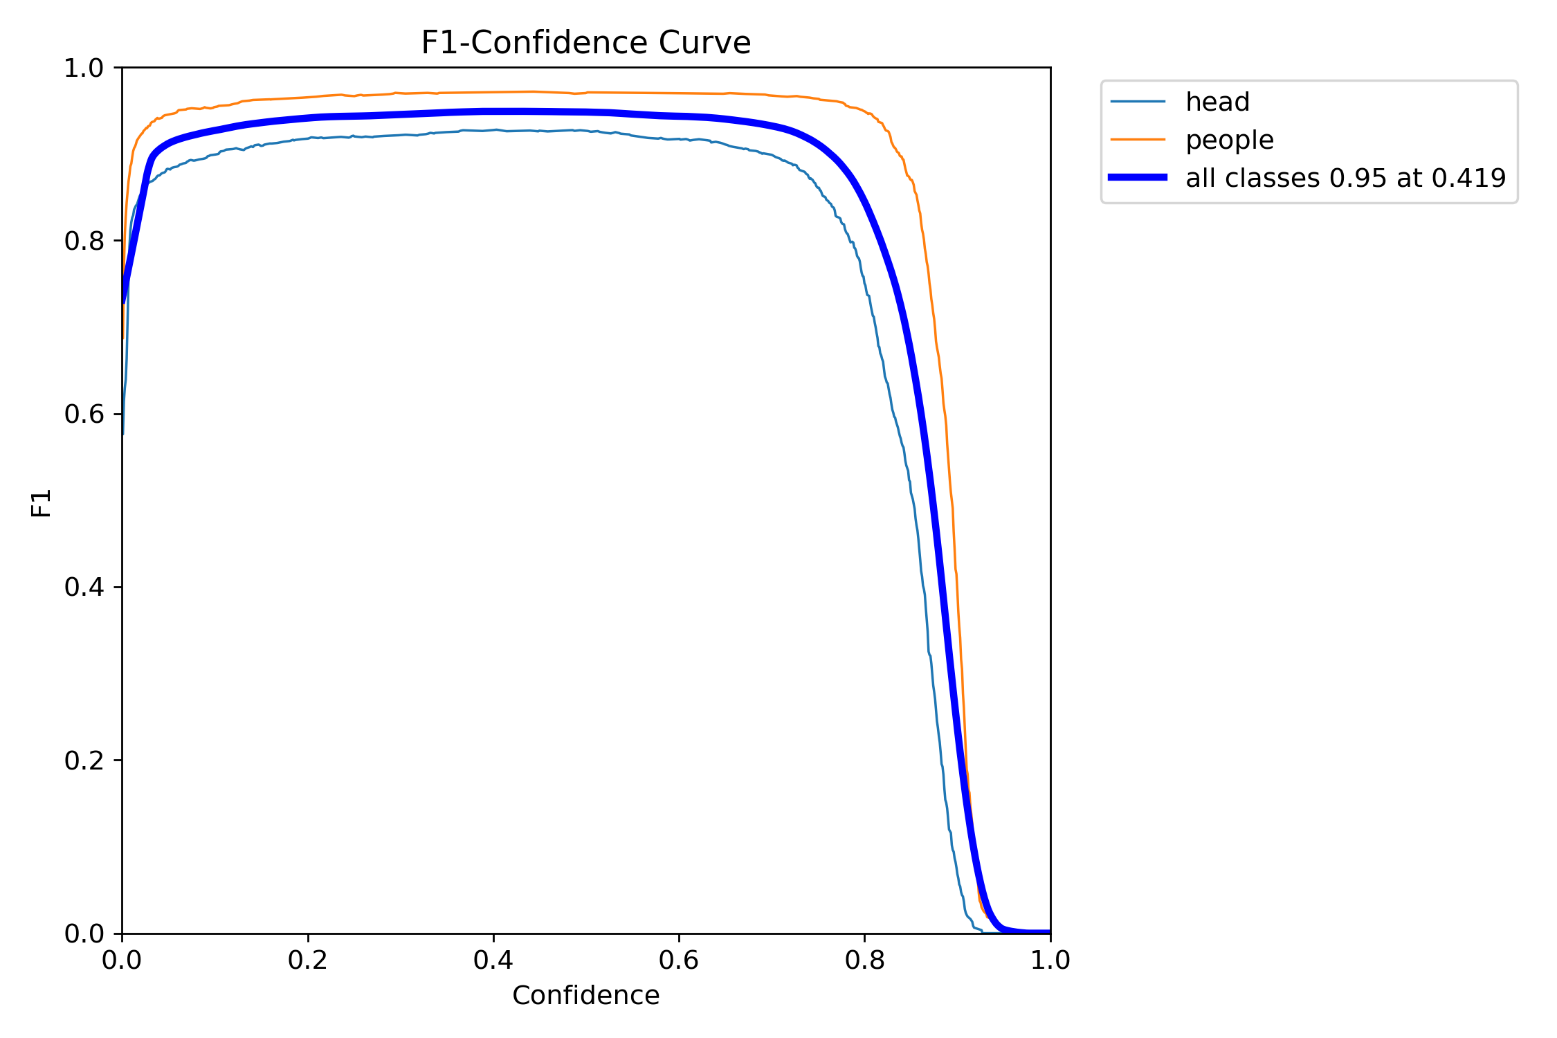 F1-Confidence Curve
head
people
all classes 0.95 at 0.419
1.0
0.8
0.6
0.4
0.2
0.0
F1
0.0 0.2 0.4 0.6 0.8 1.0
Confidence